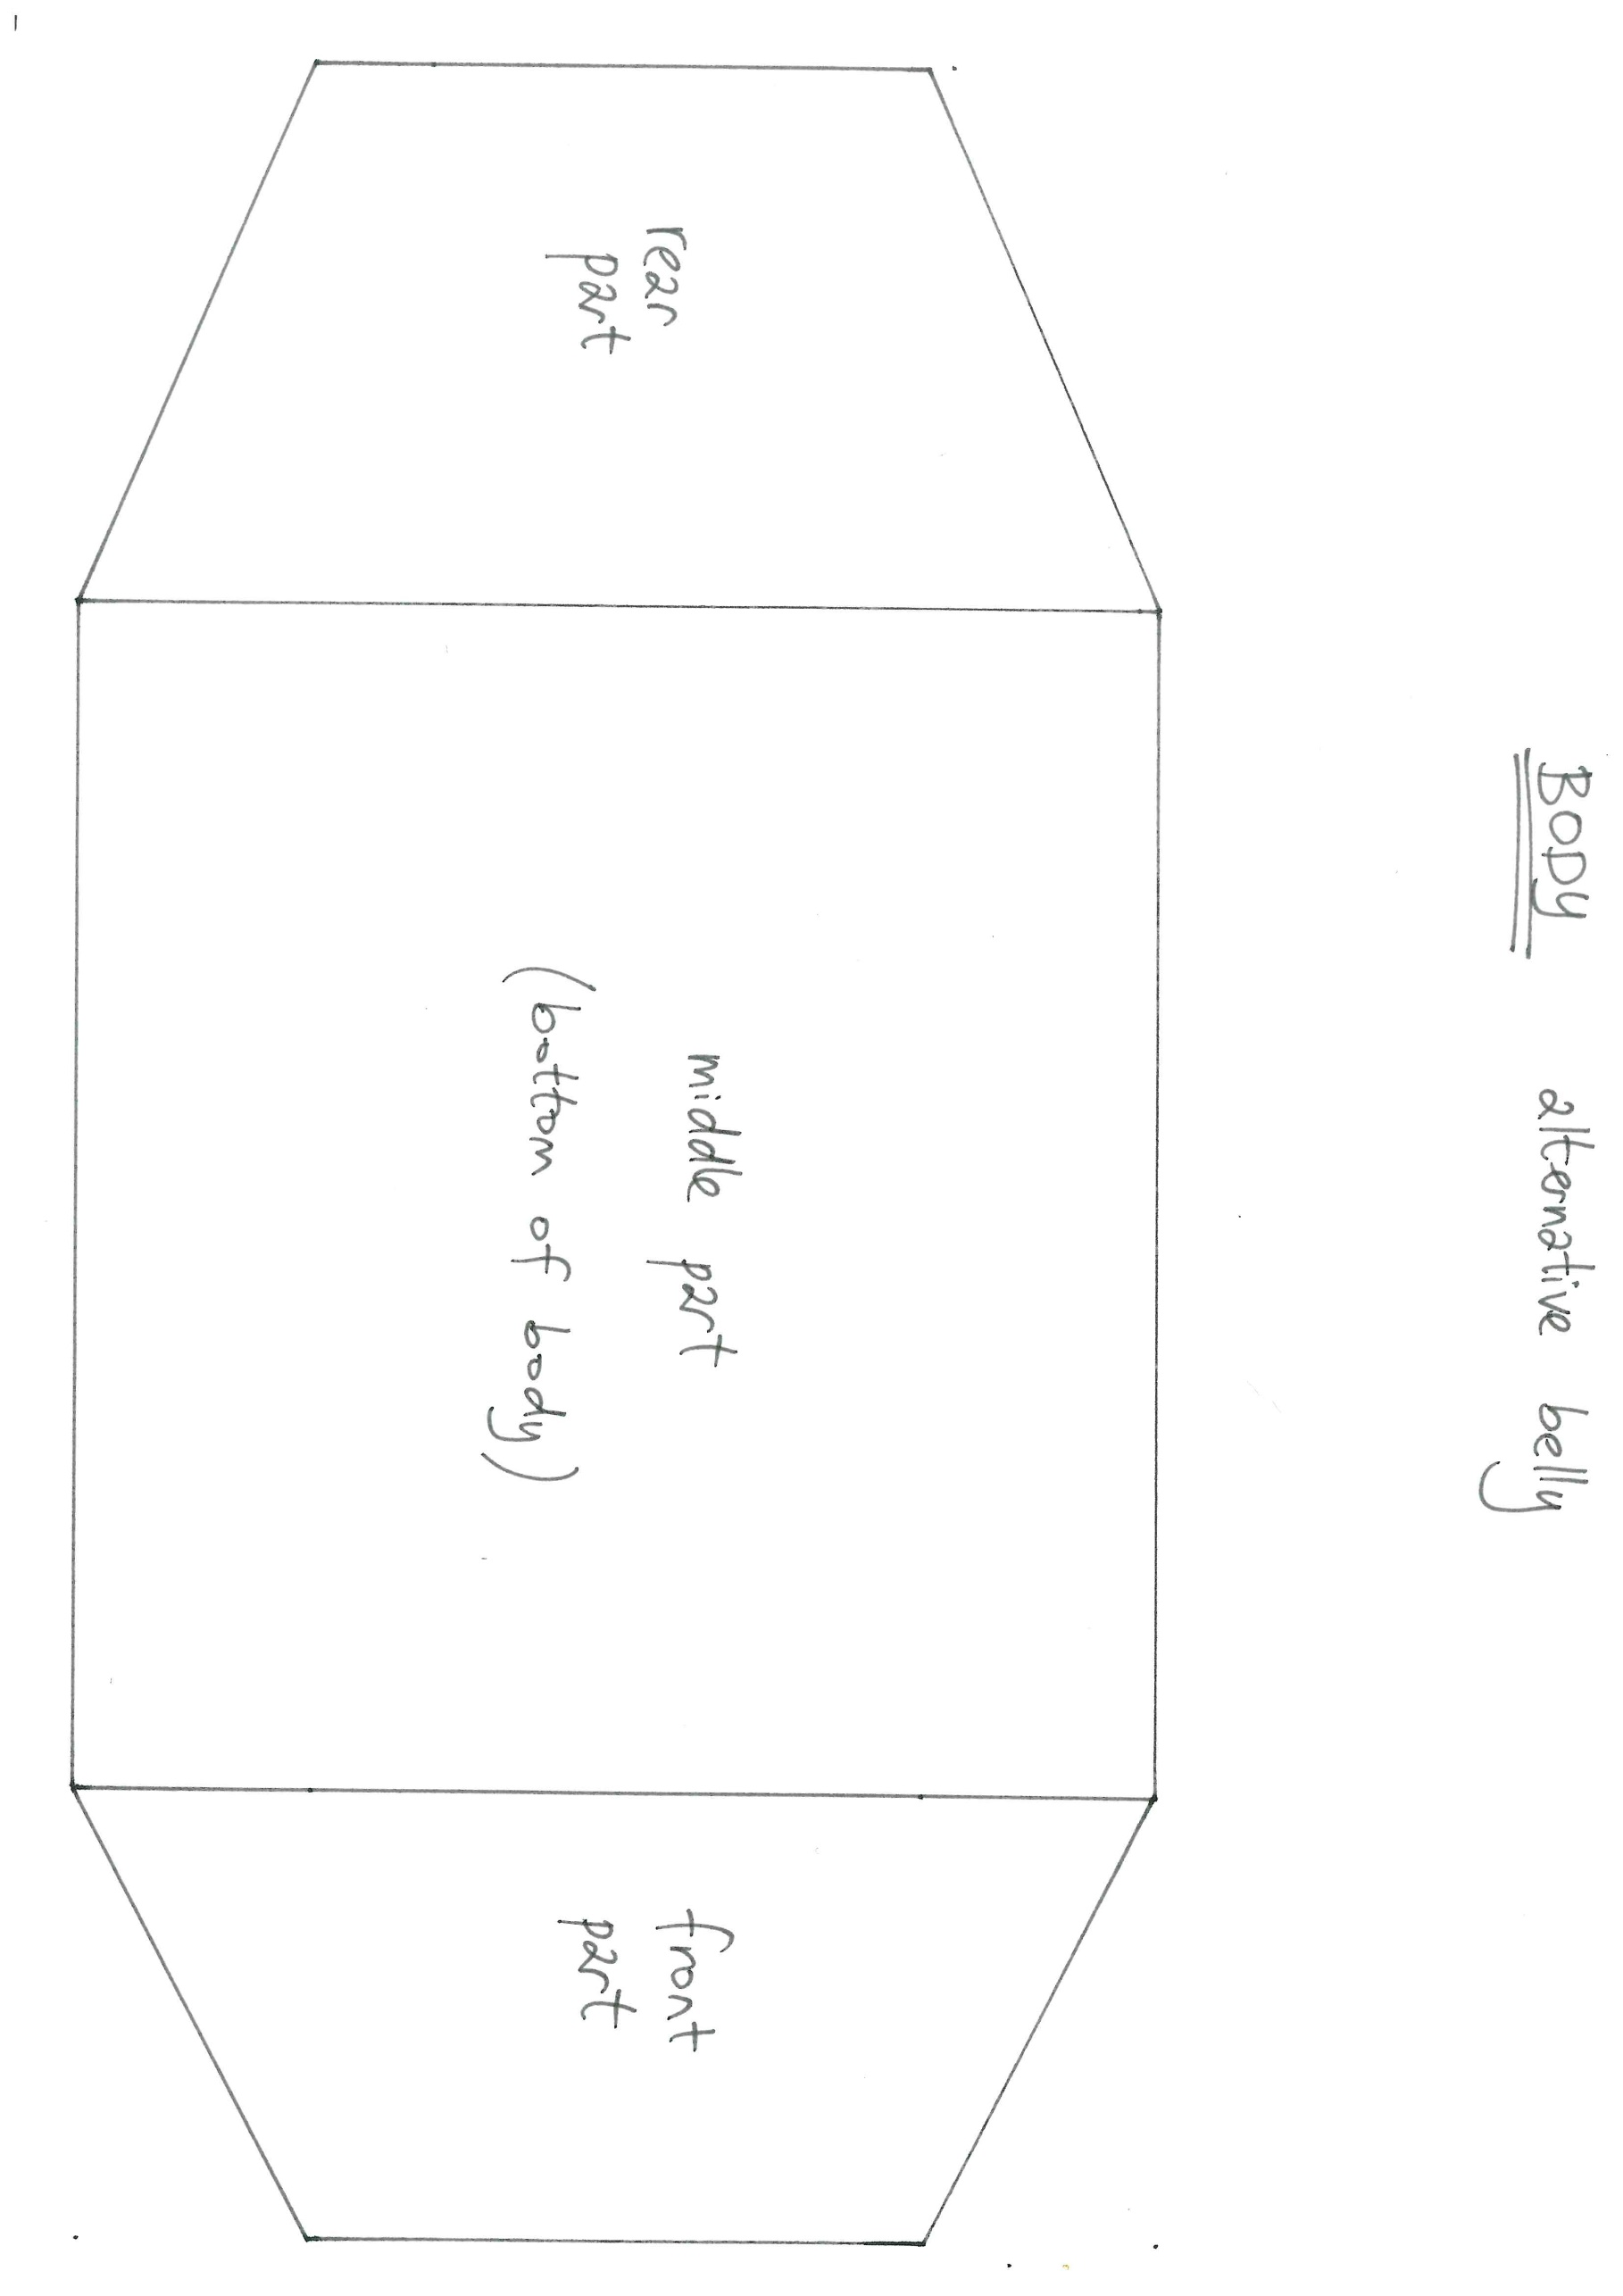 BODY alternative belly
rear
part
middle part
(bottom of body)
front
part